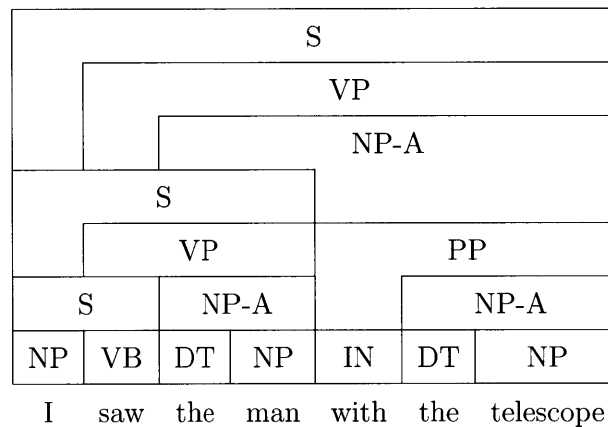 S
VP
NP-A
S
VP PP
S NP-A NP-A
NP VB DT NP IN DT NP
I saw the man with the telescope